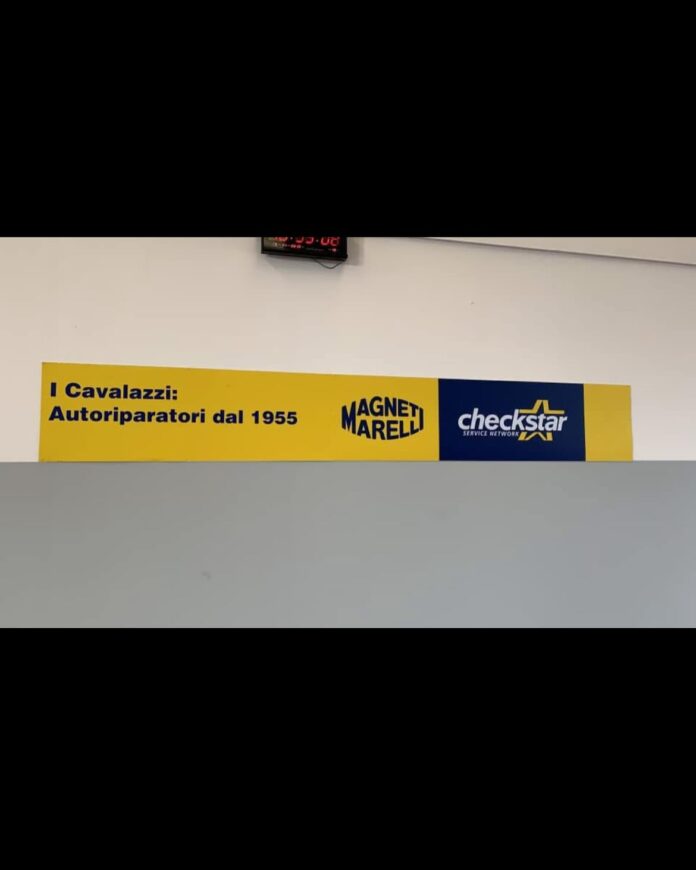 I Cavalazzi:
Autoriparatori dal 1955
MAGNETI
MARELLI
checkstar
SERVICE NETWORK